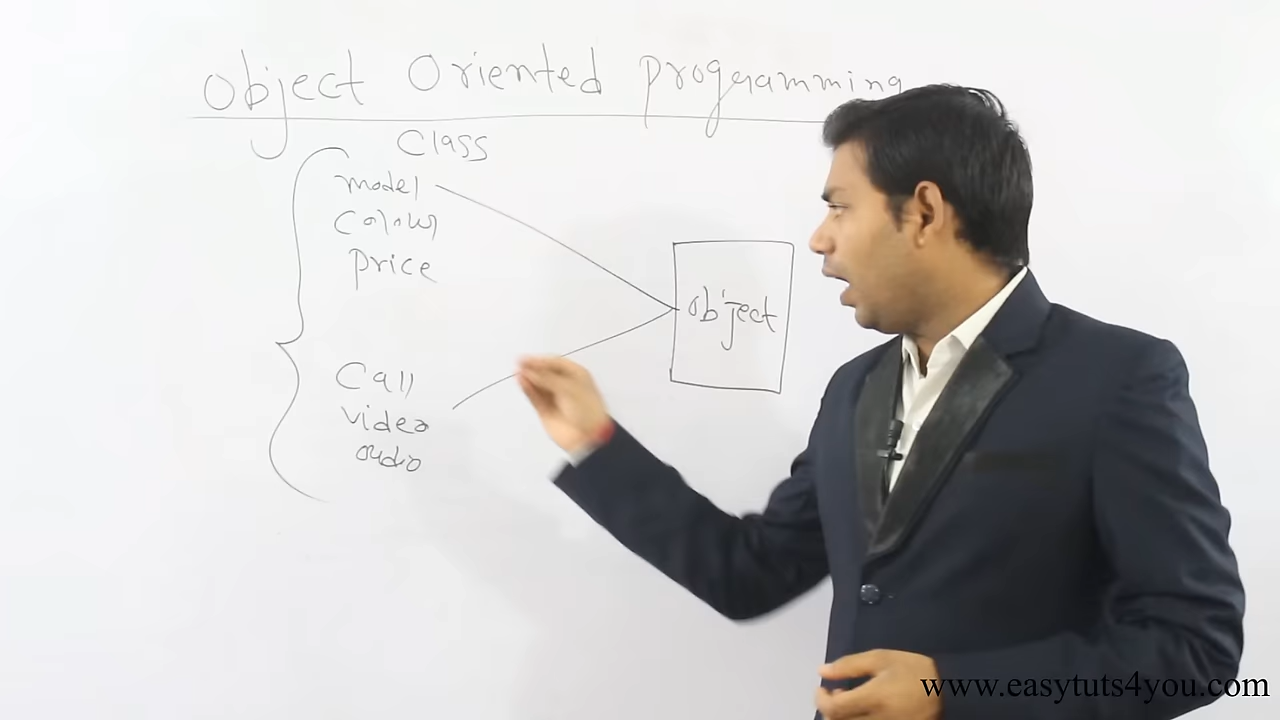 Object Oriented programming
Class
model
Colour
price
object
Call
video
audio
www.easytuts4you.com